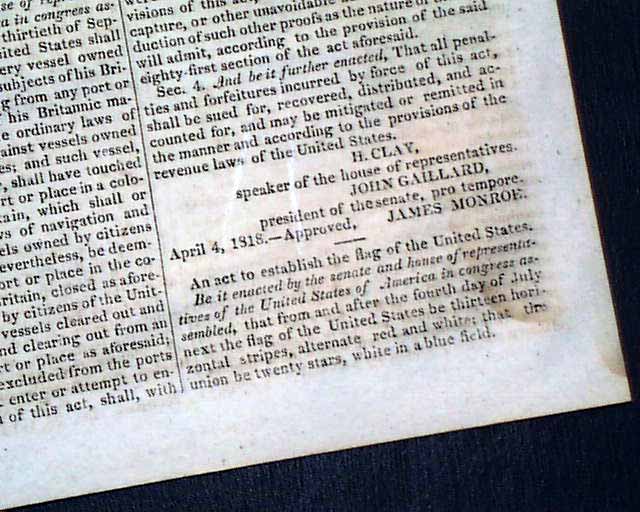 a in congress as-
thirtieth of Sep-
ited States shall
ery vessel owned
subjects of his Bri-
g from any port or
his Britannic ma-
e ordinary laws of
ainst vessels owned
es; and such vessel,
, shall have touched
rt or place in a colo-
tain, which shall or
ws of navigation and
els owned by citizens
evertheless, be deem-
ort or place in the co-
ritain, closed as afore-
by citizens of the Unit-
vessels cleared out and
nd clearing out from an
rt or place as aforesaid;
excluded from the ports
enter or attempt to en-
d of this act, shall, with
visions of this act,
capture, or other unavoidable
duction of such other proofs as the nature of
will admit, according to the provision of the said
eighty-first section of the act aforesaid.
Sec. 4. And be it further enacted, That all penal-
ties and forfeitures incurred by force of this act,
shall be sued for, recovered, distributed, and ac-
counted for, and may be mitigated or remitted in
the manner and according to the provisions of the
revenue laws of the United States.
H. CLAY,
speaker of the house of representatives.
JOHN GAILLARD,
president of the senate, pro tempore.
April 4, 1818.—Approved, JAMES MONROE.
An act to establish the flag of the United States.
Be it enacted by the senate and house of representa-
tives of the United States of America in congress as-
sembled, that from and after the fourth day of July
next the flag of the United States be thirteen hori-
zontal stripes, alternate red and white: that the
union be twenty stars, white in a blue field.